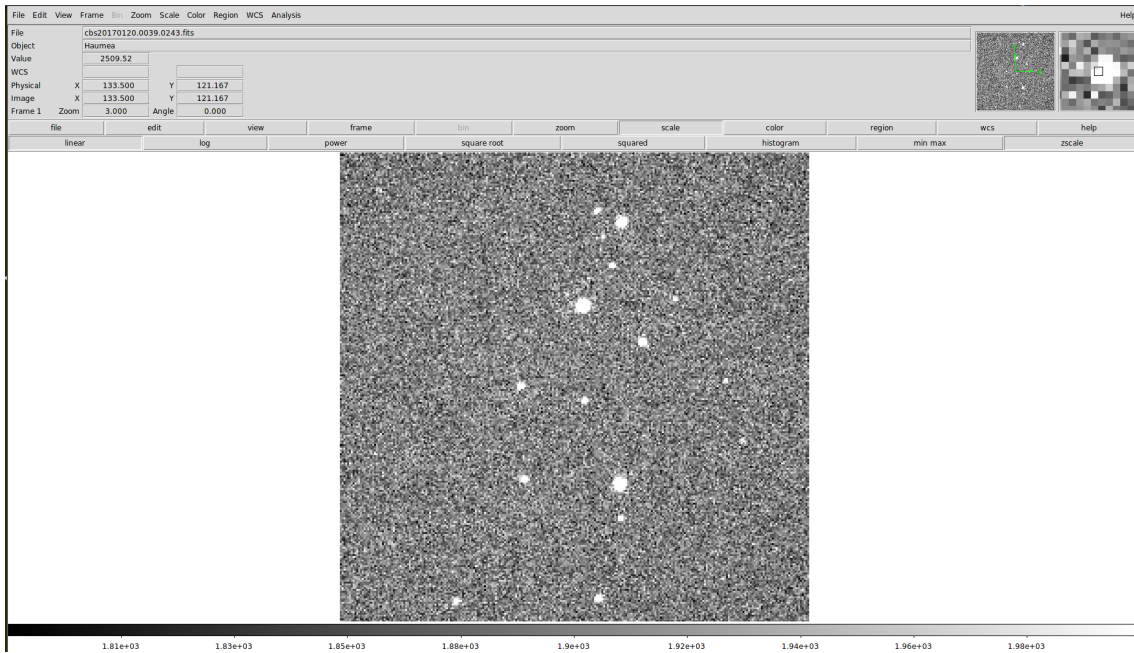 File Edit View Frame Bin Zoom Scale Color Region WCS Analysis Help
File cbs20170120.0039.0243.fits
Object Haumea
Value 2509.52
WCS
Physical X 133.500 Y 121.167
Image X 133.500 Y 121.167
Frame 1 Zoom 3.000 Angle 0.000
file edit view frame bin zoom scale color region wcs help
linear log power square root squared histogram min max zscale
1.81e+03 1.83e+03 1.85e+03 1.88e+03 1.9e+03 1.92e+03 1.94e+03 1.96e+03 1.98e+03